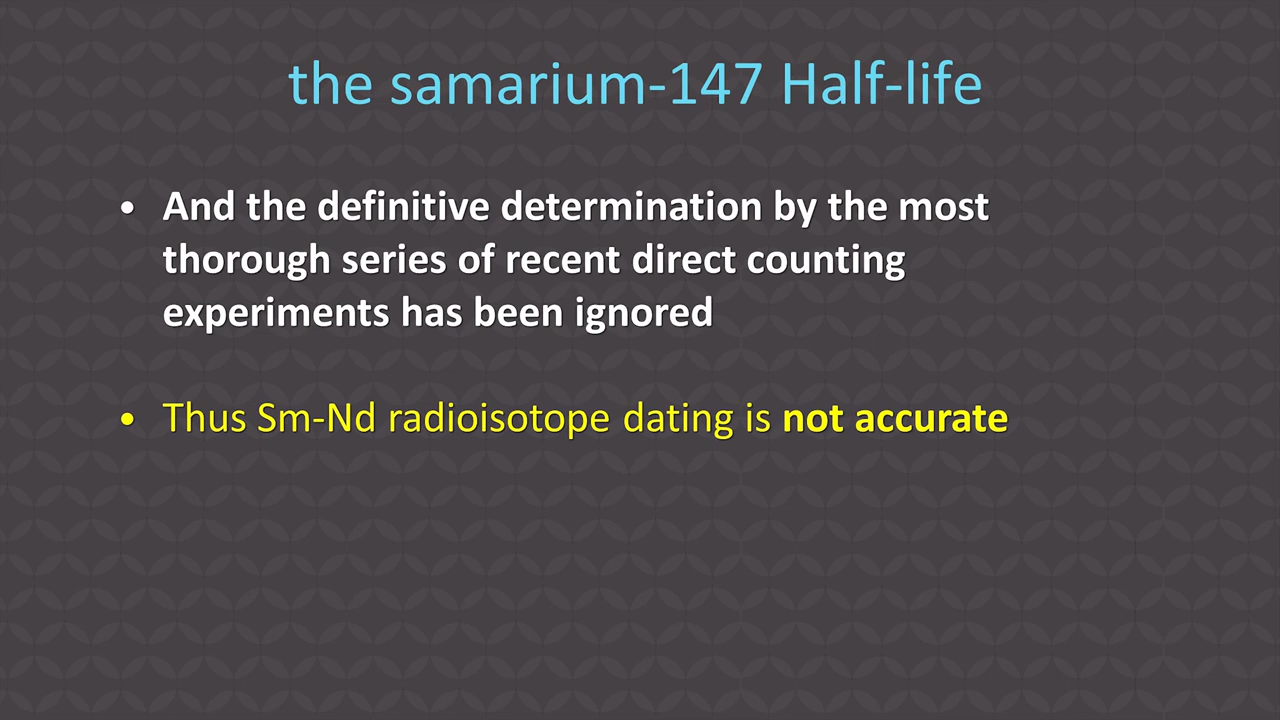 the samarium-147 Half-life
• And the definitive determination by the most
thorough series of recent direct counting
experiments has been ignored
• Thus Sm-Nd radioisotope dating is not accurate